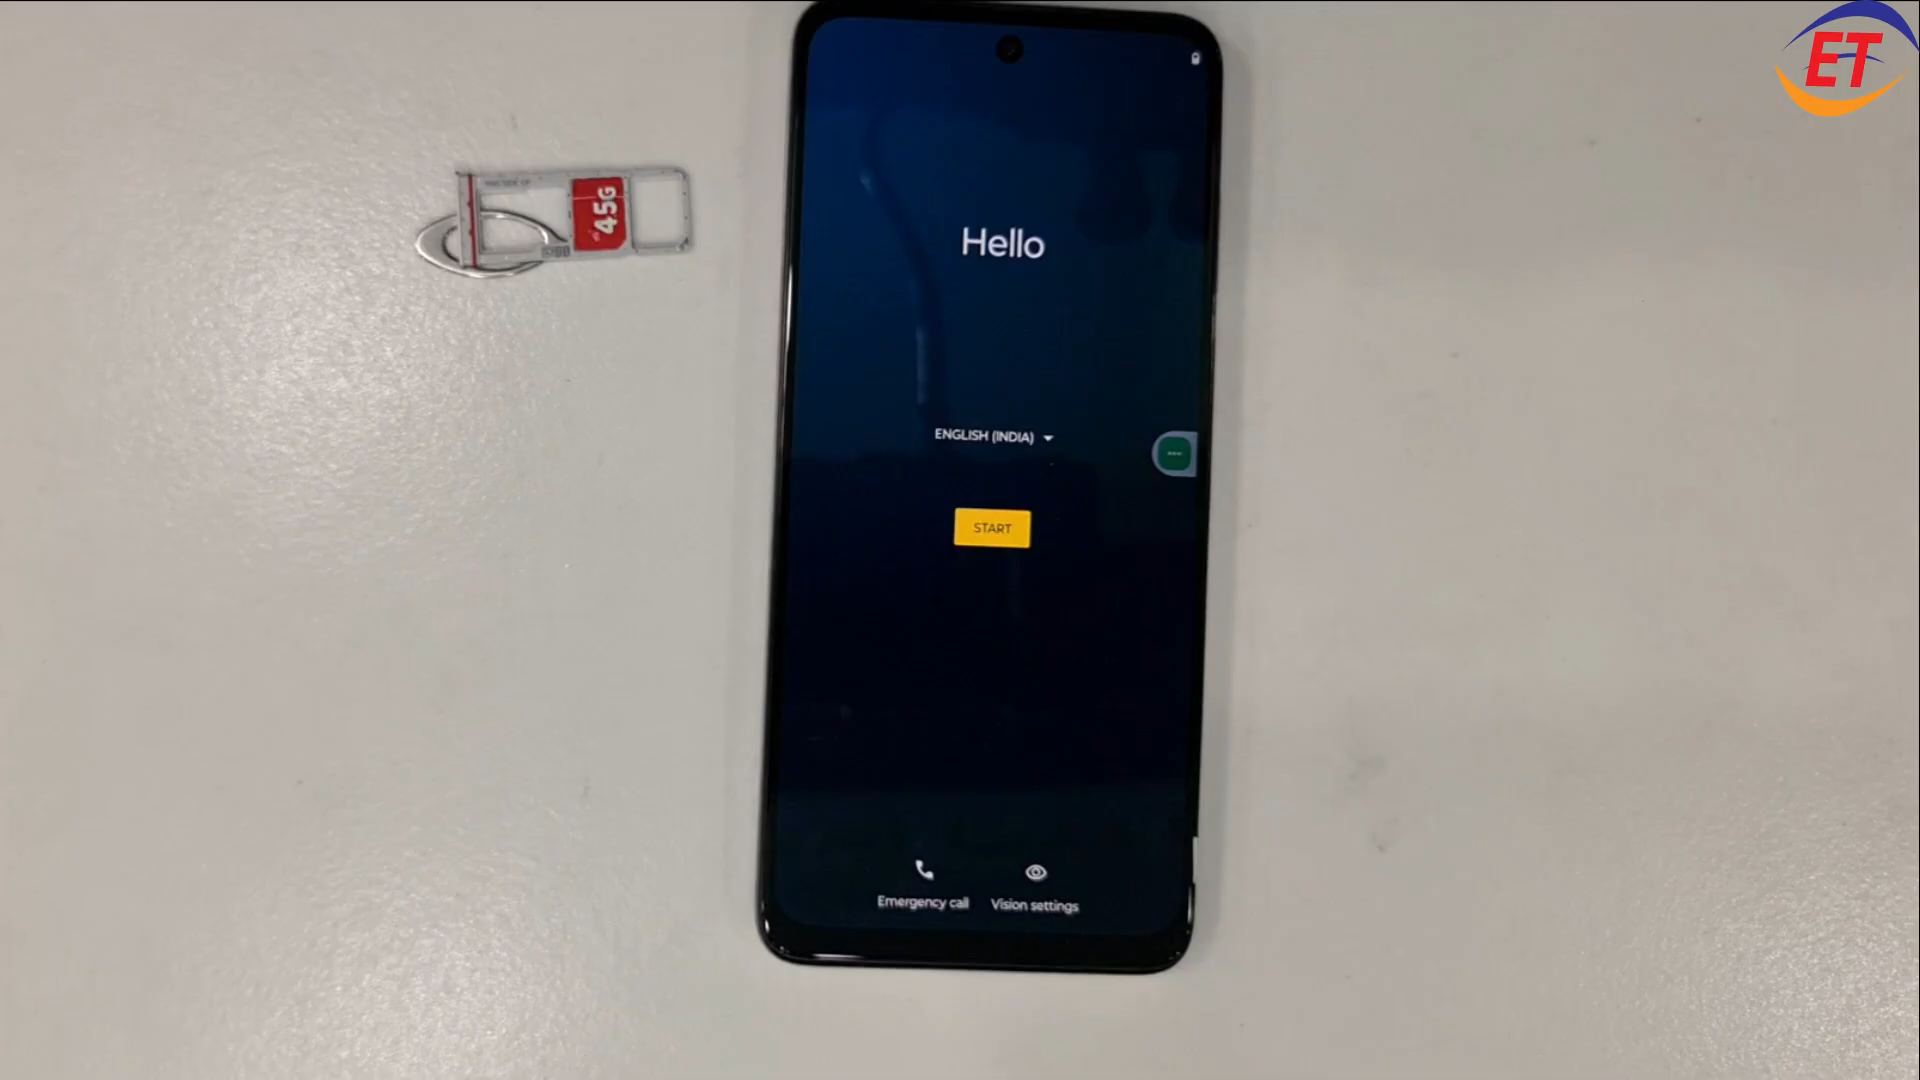 ET
4.5G
Hello
ENGLISH (INDIA)
START
Emergency call
Vision settings